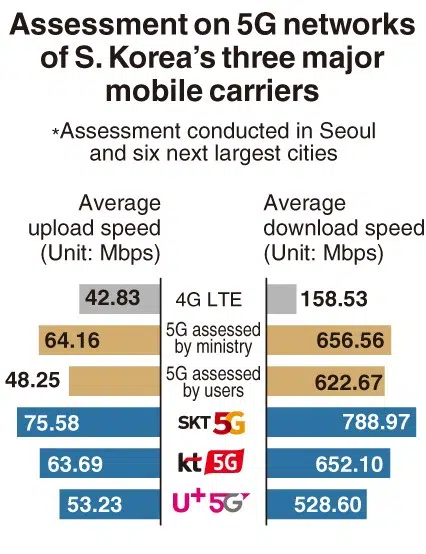 Assessment on 5G networks
of S. Korea's three major
mobile carriers
*Assessment conducted in Seoul
and six next largest cities
Average
upload speed
(Unit: Mbps)
Average
download speed
(Unit: Mbps)
42.83 4G LTE 158.53
64.16 5G assessed by ministry 656.56
48.25 5G assessed by users 622.67
75.58 SKT 5G 788.97
63.69 kt 5G 652.10
53.23 U+5G 528.60